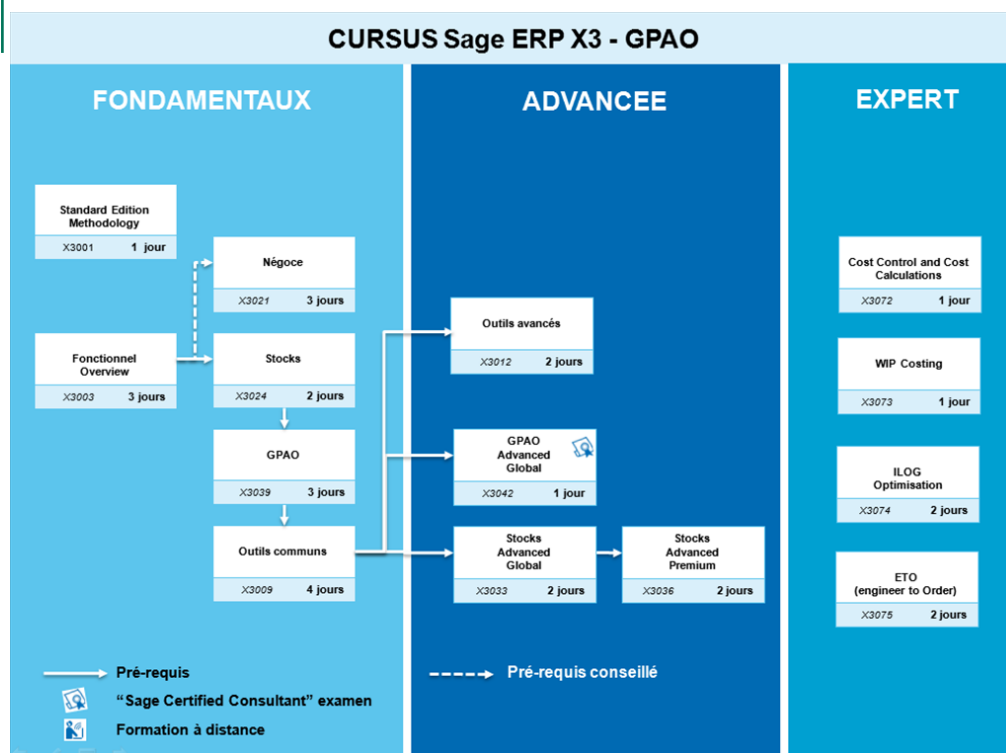 CURSUS Sage ERP X3 - GPAO
FONDAMENTAUX
Standard Edition
Methodology
X3001 1 jour
Négoce
X3021 3 jours
Fonctionnel
Overview
X3003 3 jours
Stocks
X3024 2 jours
GPAO
X3039 3 jours
Outils communs
X3009 4 jours
ADVANCEE
Outils avancés
X3012 2 jours
GPAO
Advanced
Global
X3042 1 jour
Stocks
Advanced
Global
X3033 2 jours
Stocks
Advanced
Premium
X3036 2 jours
EXPERT
Cost Control and Cost
Calculations
X3072 1 jour
WIP Costing
X3073 1 jour
ILOG
Optimisation
X3074 2 jours
ETO
(engineer to Order)
X3075 2 jours
Pré-requis
Pré-requis conseillé
“Sage Certified Consultant” examen
Formation à distance